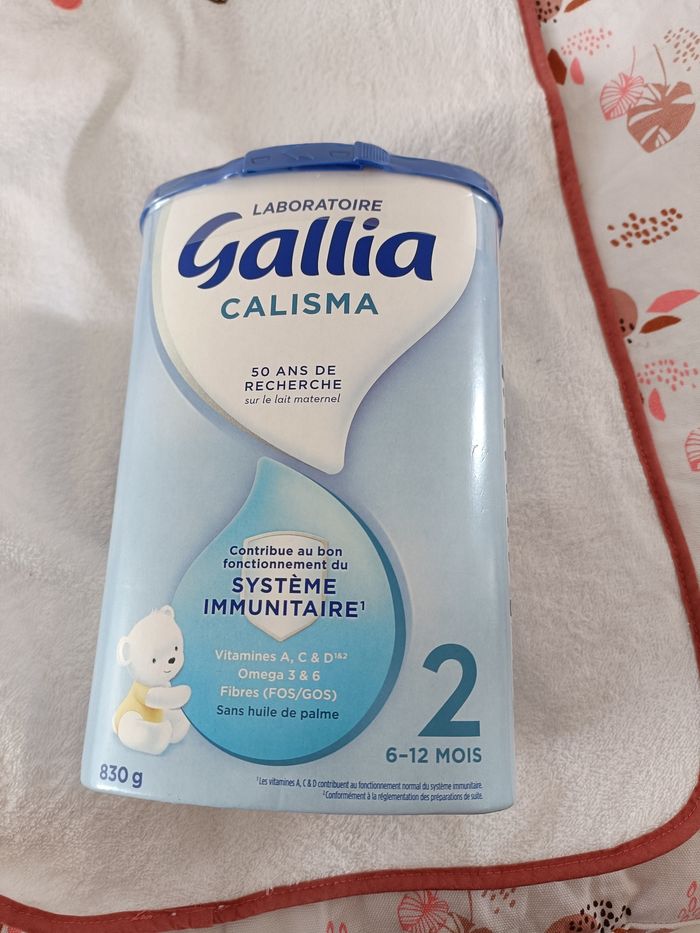 LABORATOIRE
Gallia
CALISMA
50 ANS DE
RECHERCHE
sur le lait maternel
Contribue au bon
fonctionnement du
SYSTÈME
IMMUNITAIRE¹
Vitamines A, C & D¹&²
Omega 3 & 6
Fibres (FOS/GOS)
Sans huile de palme
2
6-12 MOIS
830 g
¹Les vitamines A, C & D contribuent au fonctionnement normal du système immunitaire.
²Conformément à la réglementation des préparations de suite.